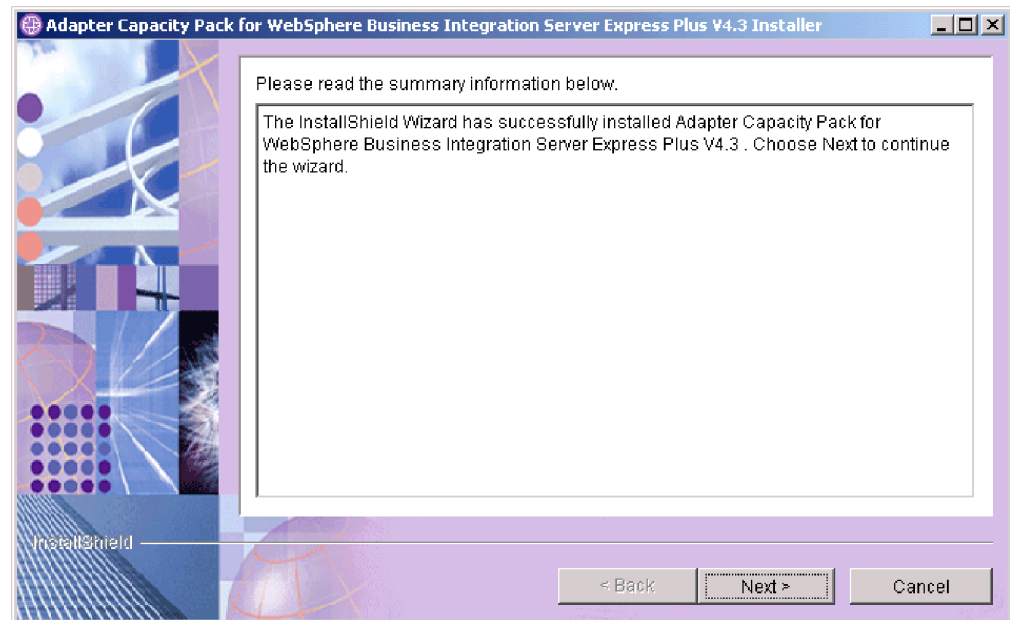 Adapter Capacity Pack for WebSphere Business Integration Server Express Plus V4.3 Installer
Please read the summary information below.
The InstallShield Wizard has successfully installed Adapter Capacity Pack for
WebSphere Business Integration Server Express Plus V4.3 . Choose Next to continue
the wizard.
InstallShield
< Back
Next >
Cancel